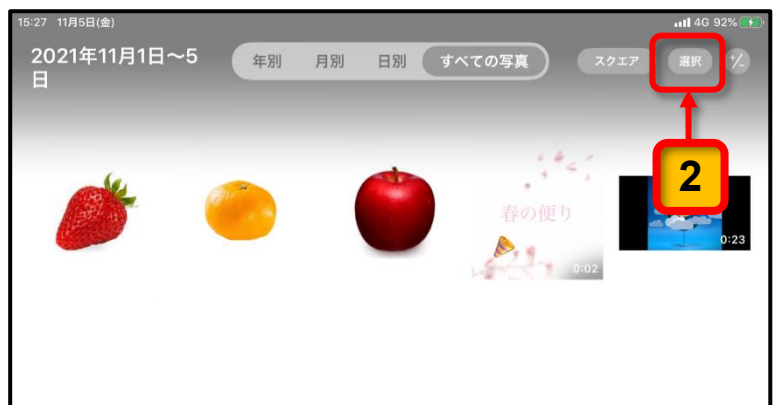 15:27 11月5日(金)
4G 92%
2021年11月1日～5
日
年別 月別 日別 すべての写真
スクエア 選択
2
春の便り
0:02
0:23